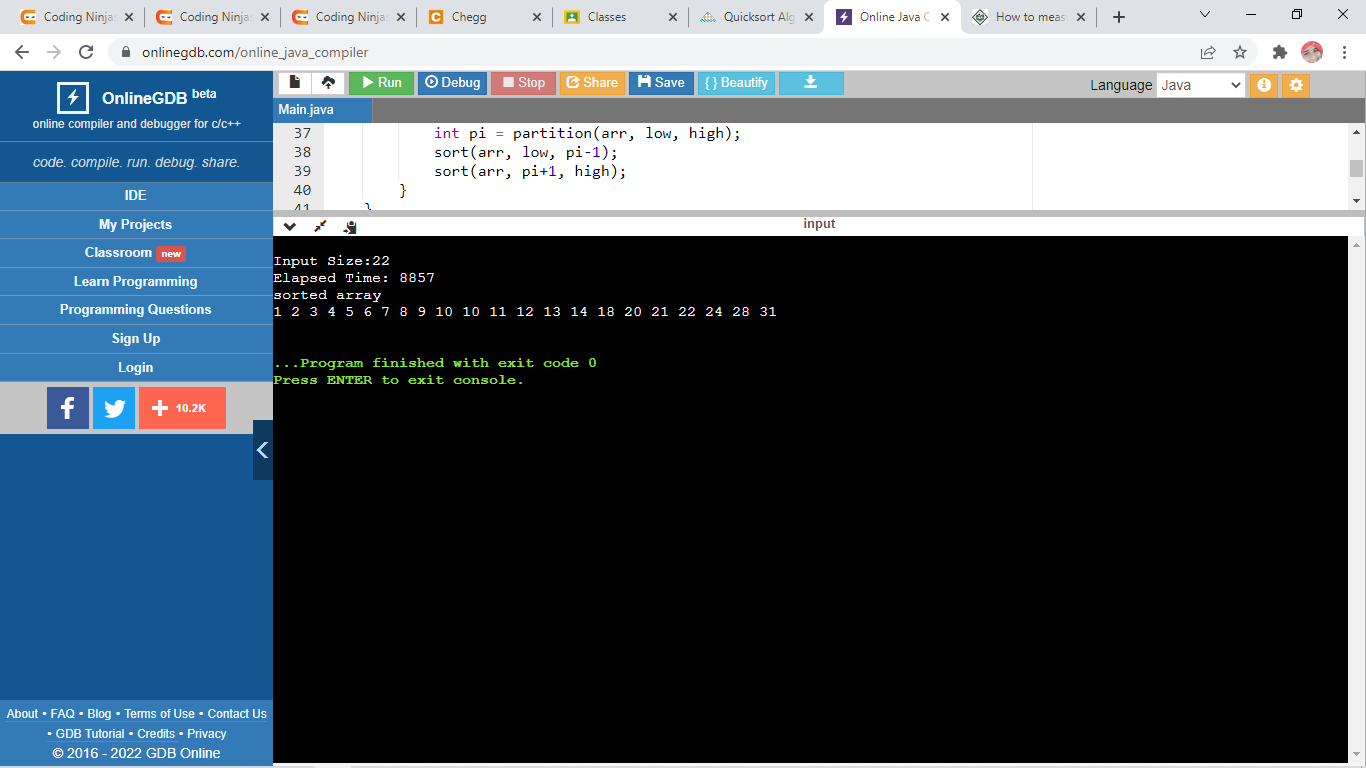 Coding Ninja
Coding Ninja
Coding Ninja
Chegg
Classes
Quicksort Alg
Online Java C
How to meas
onlinegdb.com/online_java_compiler
OnlineGDB beta
online compiler and debugger for c/c++
code. compile. run. debug. share.
IDE
My Projects
Classroom new
Learn Programming
Programming Questions
Sign Up
Login
f
10.2K
About • FAQ • Blog • Terms of Use • Contact Us
• GDB Tutorial • Credits • Privacy
© 2016 - 2022 GDB Online
Run Debug Stop Share Save { } Beautify
Language Java
Main.java
37 int pi = partition(arr, low, high);
38 sort(arr, low, pi-1);
39 sort(arr, pi+1, high);
40 }
41 }
input
Input Size:22
Elapsed Time: 8857
sorted array
1 2 3 4 5 6 7 8 9 10 10 11 12 13 14 18 20 21 22 24 28 31
...Program finished with exit code 0
Press ENTER to exit console.